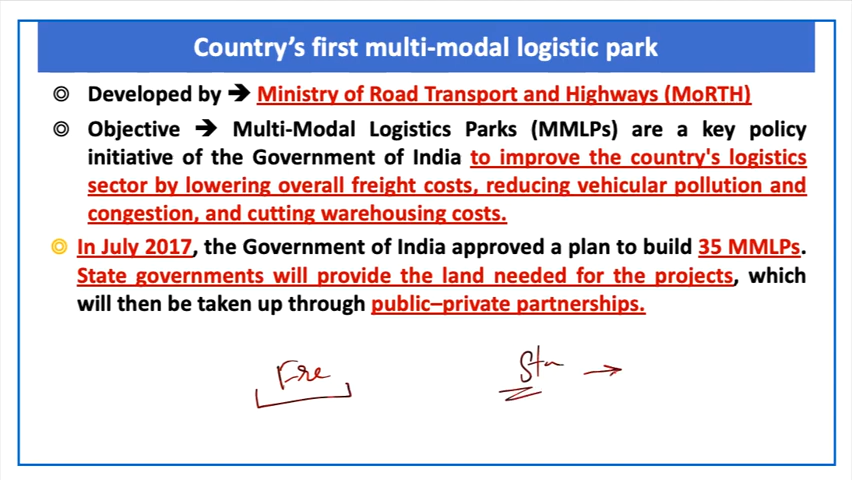 Country's first multi-modal logistic park
◎ Developed by → Ministry of Road Transport and Highways (MoRTH)
◎ Objective → Multi-Modal Logistics Parks (MMLPs) are a key policy
initiative of the Government of India to improve the country's logistics
sector by lowering overall freight costs, reducing vehicular pollution and
congestion, and cutting warehousing costs.
◎ In July 2017, the Government of India approved a plan to build 35 MMLPs.
State governments will provide the land needed for the projects, which
will then be taken up through public–private partnerships.
Fre Sta →